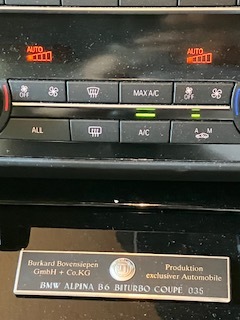 AUTO AUTO
OFF MAX A/C OFF
ALL A/C A M
Burkard Bovensiepen
GmbH + Co.KG
Produktion
exclusiver Automobile
BMW ALPINA B6 BITURBO COUPÉ 035